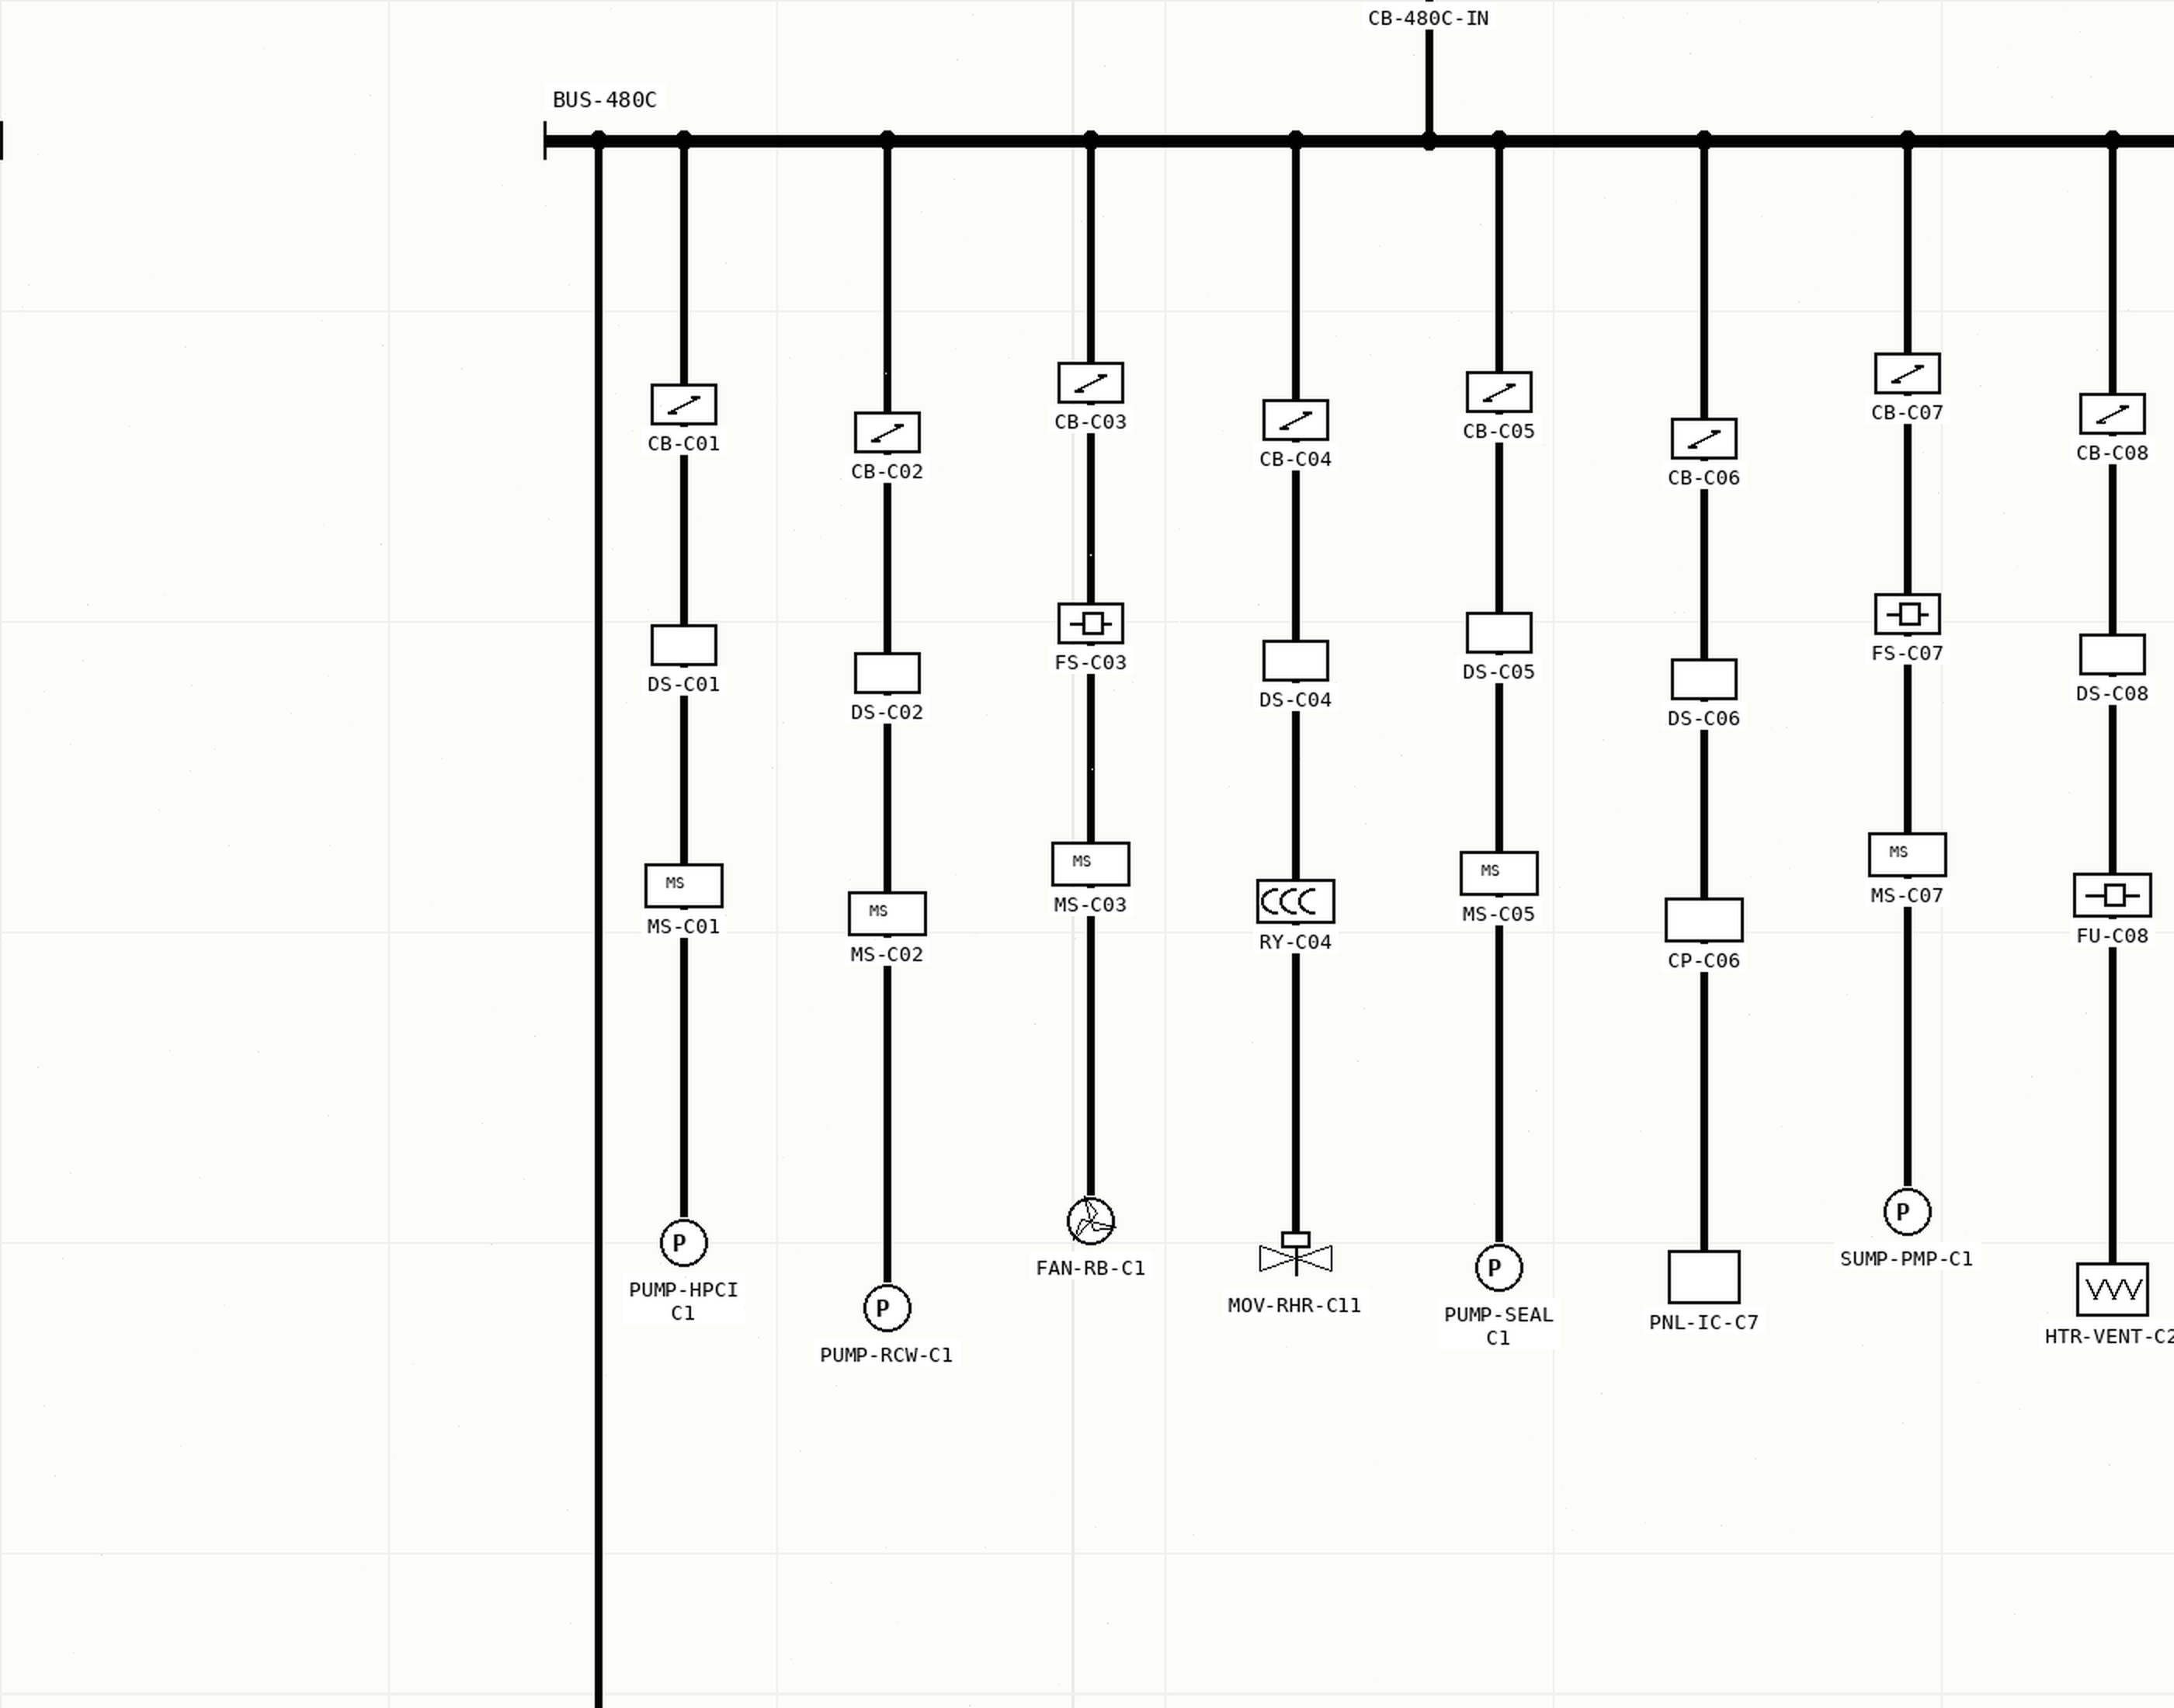 CB-480C-IN
BUS-480C
CB-C01
CB-C02
CB-C03
CB-C04
CB-C05
CB-C06
CB-C07
CB-C08
DS-C01
DS-C02
FS-C03
DS-C04
DS-C05
DS-C06
FS-C07
DS-C08
MS
MS-C01
MS
MS-C02
MS
MS-C03
RY-C04
MS
MS-C05
CP-C06
MS
MS-C07
FU-C08
P
PUMP-HPCI
C1
P
PUMP-RCW-C1
FAN-RB-C1
MOV-RHR-C11
P
PUMP-SEAL
C1
PNL-IC-C7
P
SUMP-PMP-C1
HTR-VENT-C2